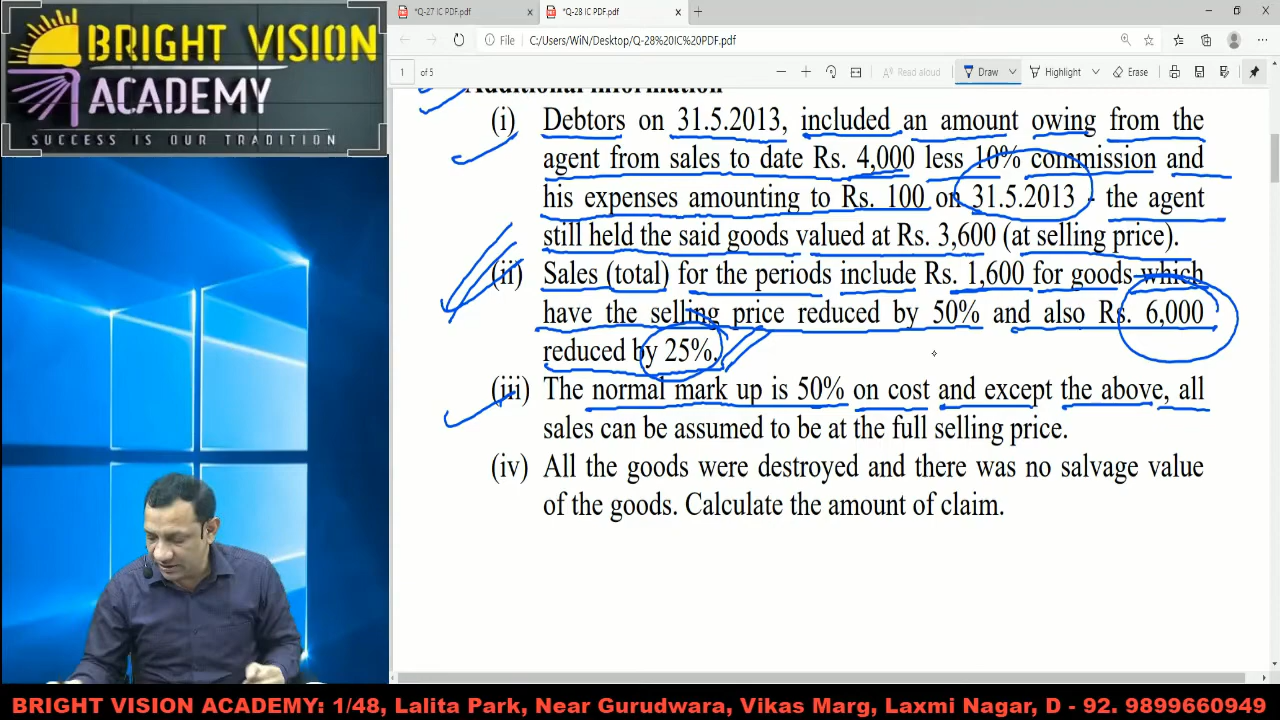 BRIGHT VISION
ACADEMY
SUCCESS IS OUR TRADITION
*Q-27 IC PDF.pdf
*Q-28 IC PDF.pdf
File C:/Users/WiN/Desktop/Q-28%20IC%20PDF.pdf
1 of 5
Read aloud
Draw
Highlight
Erase
Additional information
(i) Debtors on 31.5.2013, included an amount owing from the
agent from sales to date Rs. 4,000 less 10% commission and
his expenses amounting to Rs. 100 on 31.5.2013 - the agent
still held the said goods valued at Rs. 3,600 (at selling price).
(ii) Sales (total) for the periods include Rs. 1,600 for goods which
have the selling price reduced by 50% and also Rs. 6,000
reduced by 25%.
(iii) The normal mark up is 50% on cost and except the above, all
sales can be assumed to be at the full selling price.
(iv) All the goods were destroyed and there was no salvage value
of the goods. Calculate the amount of claim.
BRIGHT VISION ACADEMY: 1/48, Lalita Park, Near Gurudwara, Vikas Marg, Laxmi Nagar, D - 92. 9899660949